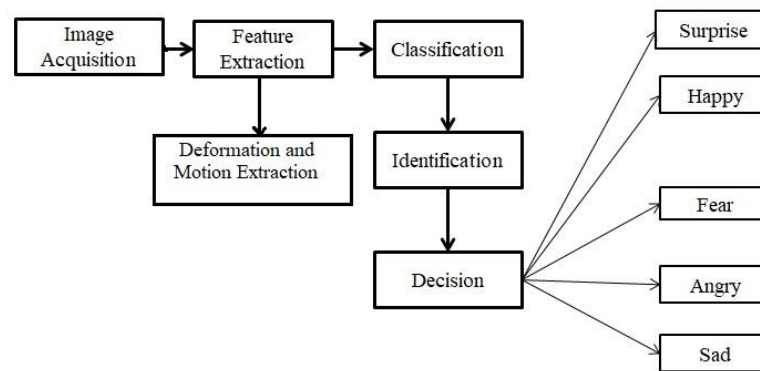 Image
Acquisition
Feature
Extraction
Classification
Surprise
Happy
Deformation and
Motion Extraction
Identification
Fear
Decision
Angry
Sad